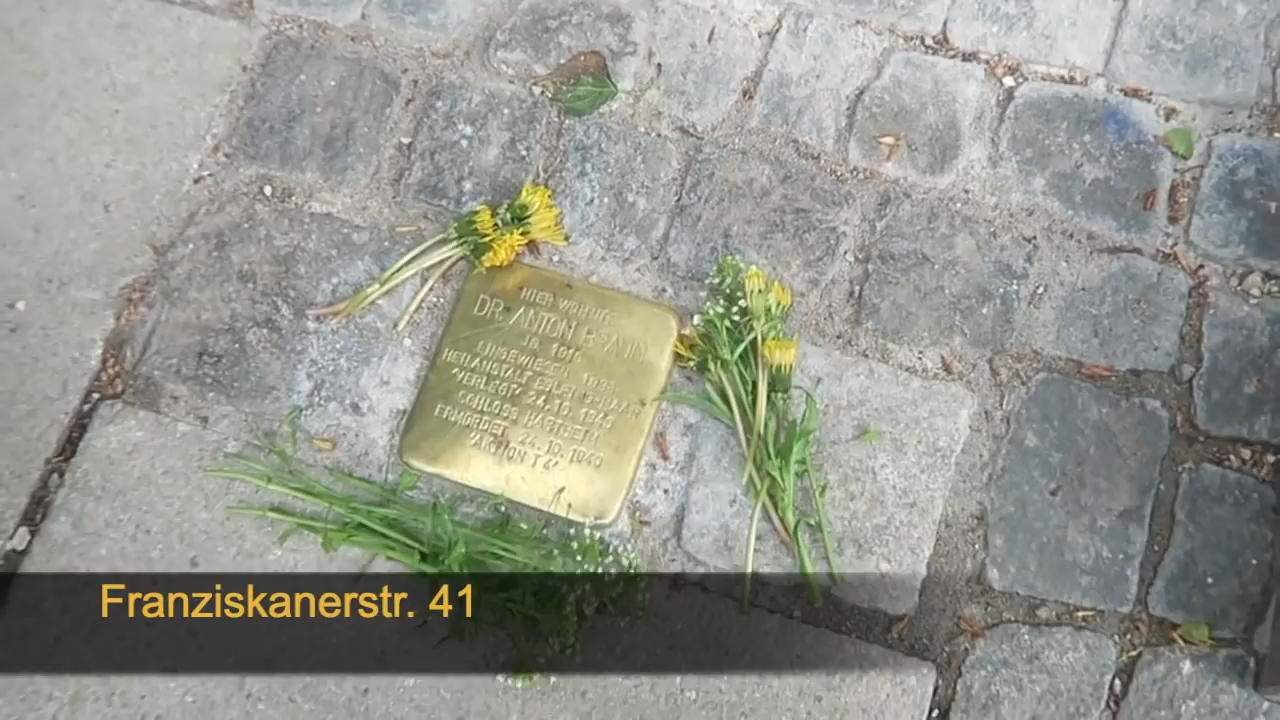 HIER WOHNTE
DR. ANTON BRAUN
JG. 1910
EINGEWIESEN
HEILANSTALT EGLFING-HAAR
'VERLEGT' 24.10.1940
SCHLOSS HARTHEIM
ERMORDET 24.10.1940
'AKTION T4'
Franziskanerstr. 41